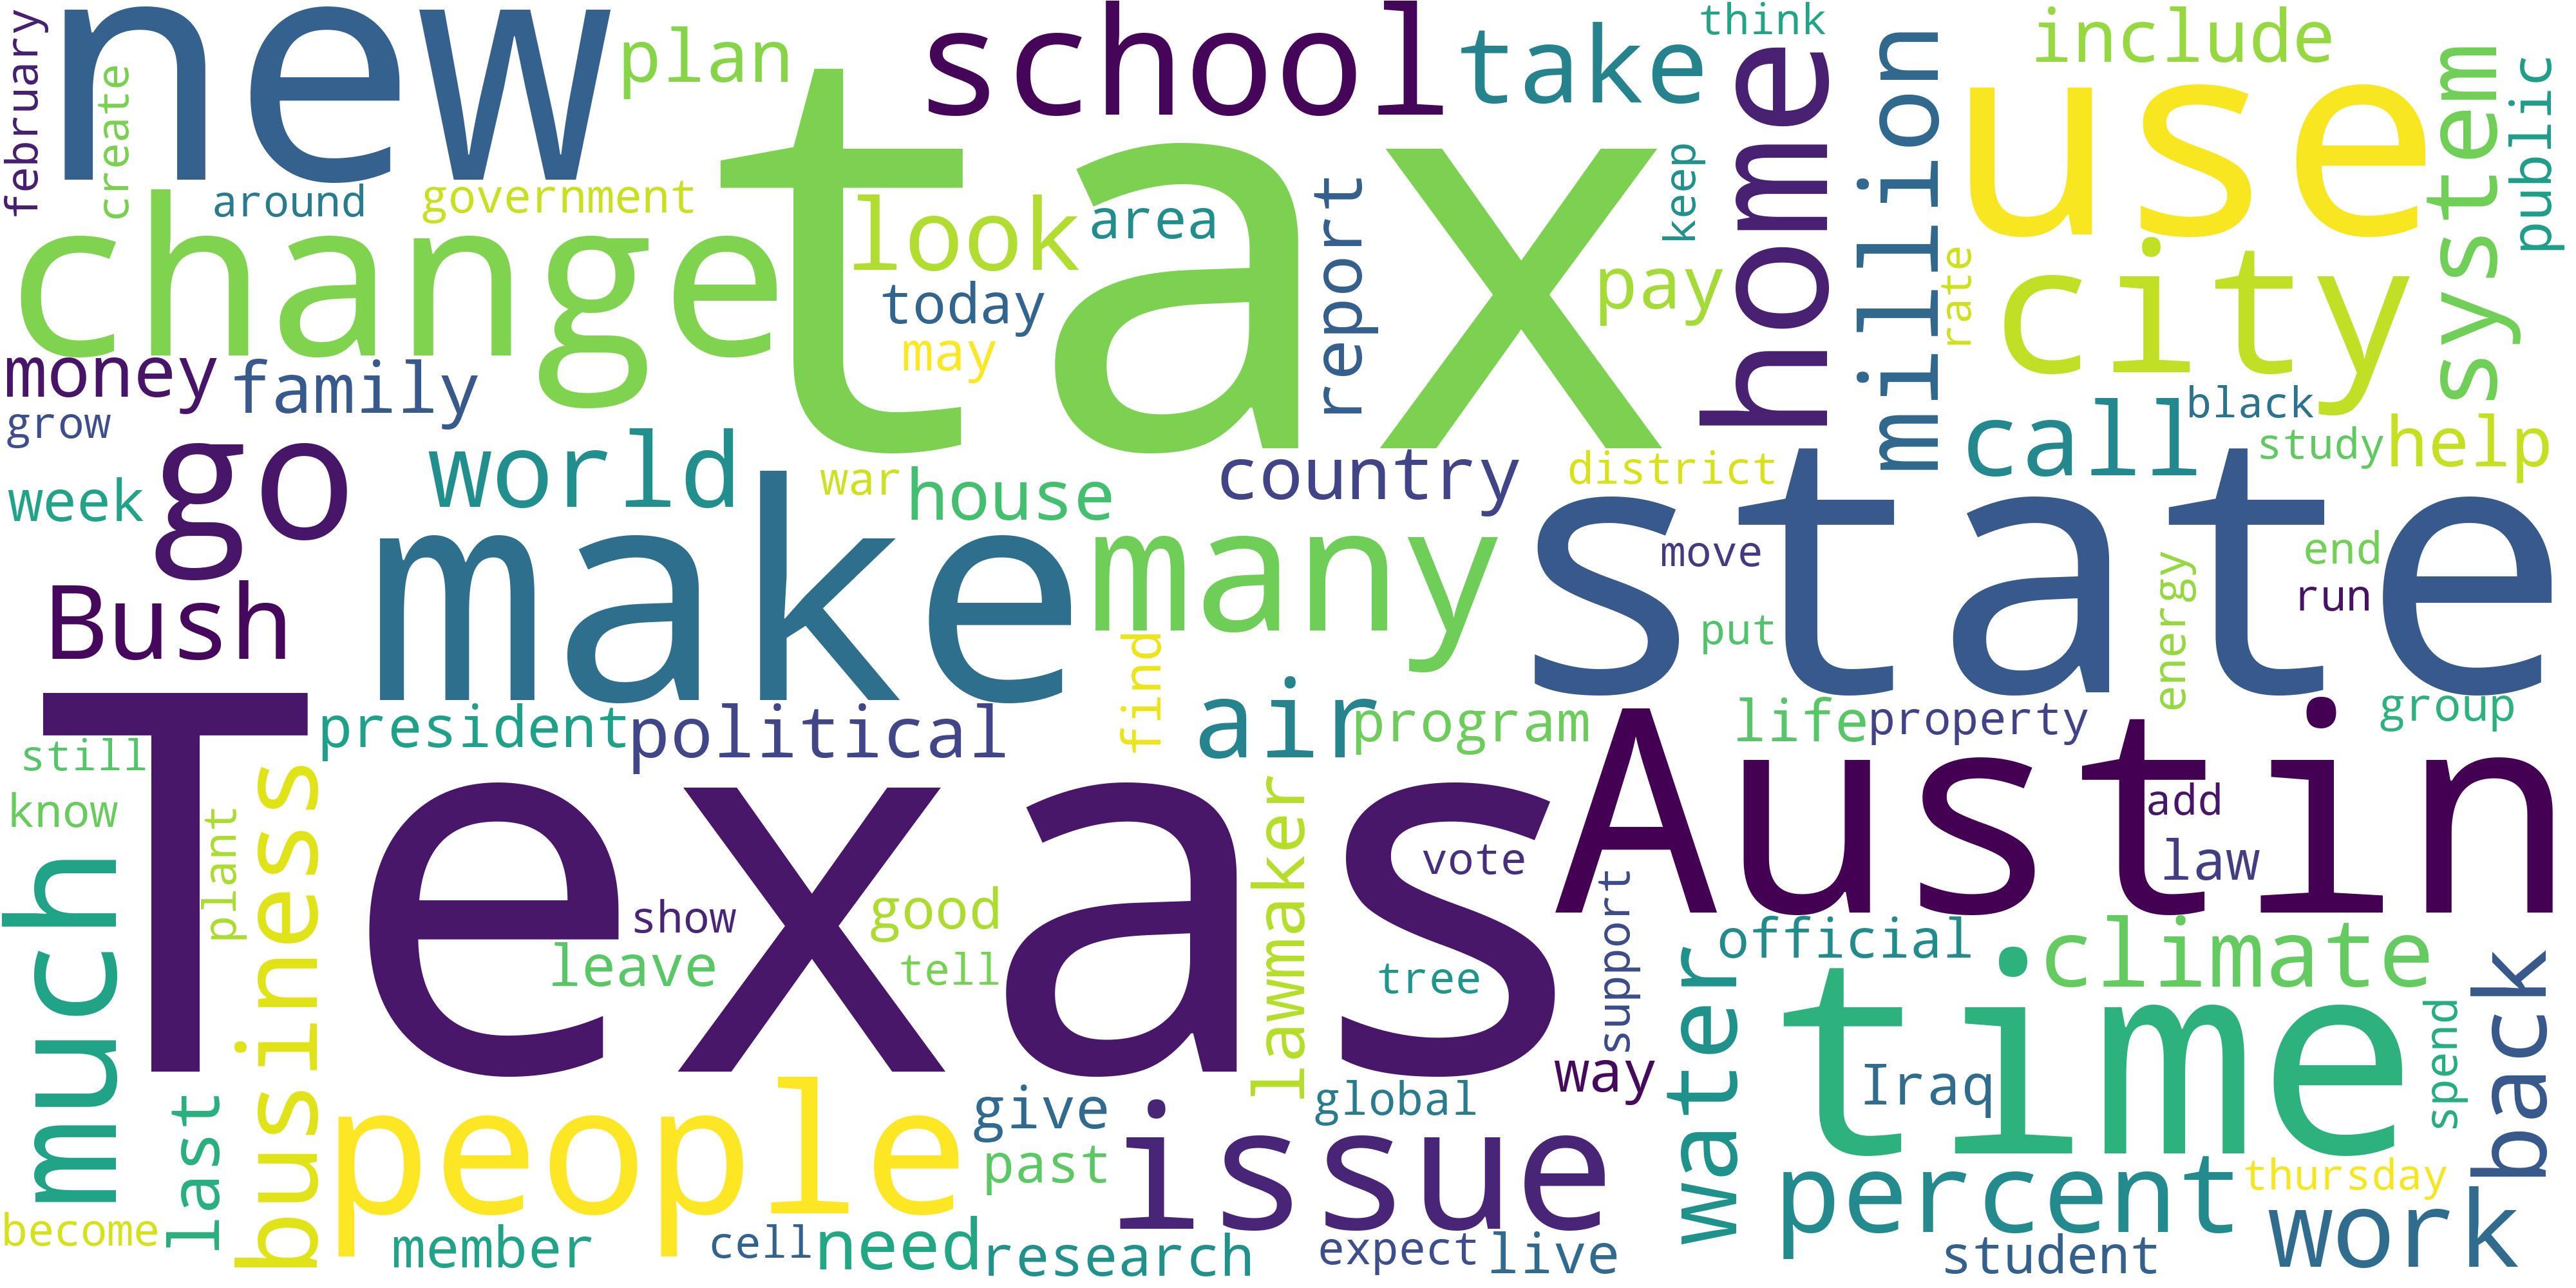 february
new
plan
school
take
think
home
million
include
use
system
public
create
around
government
tax
look
area
report
keep
change
today
may
pay
rate
city
money
family
grow
go
world
war
house
country
district
call
black
study
help
week
make
many
state
move
put
energy
end
run
Bush
find
president
political
air
program
life
property
group
still
Texas
Austin
know
plant
business
much
show
good
leave
tell
lawmaker
vote
tree
support
add
law
official
climate
water
time
back
way
Iraq
spend
last
people
give
global
past
issue
percent
thursday
become
member
cell
need
research
expect
live
student
work